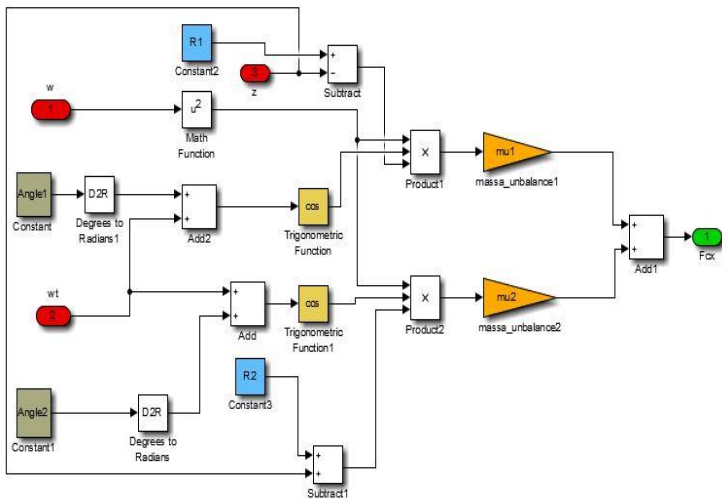 R1
Constant2
3
z
+
−
Subtract
w
1
u²
Math
Function
×
Product1
mu1
massa_unbalance1
Angle1
Constant
D2R
Degrees to
Radians1
+
+
Add2
cos
Trigonometric
Function
+
+
Add1
1
Fcx
wt
2
+
+
Add
cos
Trigonometric
Function1
×
Product2
mu2
massa_unbalance2
R2
Constant3
Angle2
Constant1
D2R
Degrees to
Radians
+
+
Subtract1